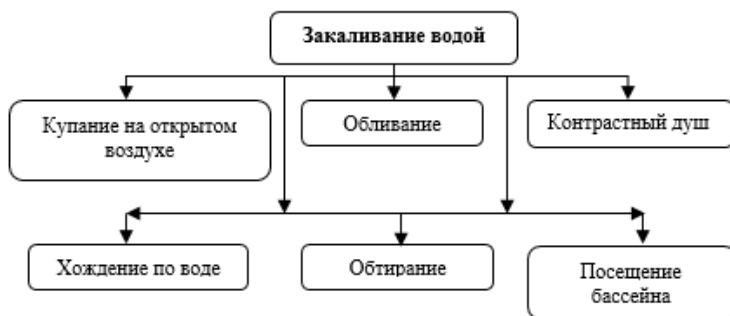 Закаливание водой
Купание на открытом
воздухе
Обливание
Контрастный душ
Хождение по воде
Обтирание
Посещение
бассейна